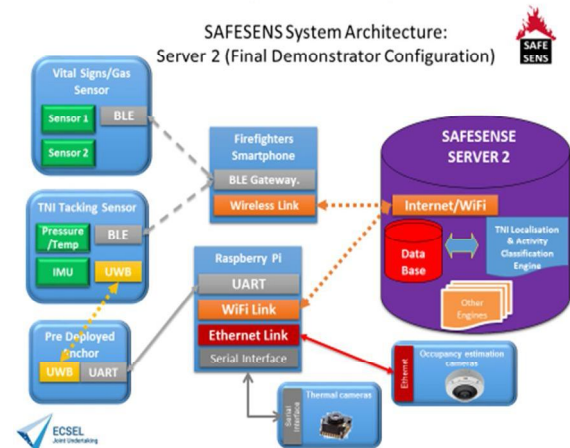 SAFESENS System Architecture:
Server 2 (Final Demonstrator Configuration)
SAFE
SENS
Vital Signs/Gas
Sensor
Sensor 1
BLE
Sensor 2
TNI Tacking Sensor
Pressure
/Temp
BLE
IMU
UWB
Pre Deployed
Anchor
UWB
UART
Firefighters
Smartphone
BLE Gateway.
Wireless Link
Raspberry Pi
UART
WiFi Link
Ethernet Link
Serial Interface
SAFESENSE
SERVER 2
Internet/WiFi
Data
Base
TNI Localisation
& Activity
Classification
Engine
Other
Engines
Ethernet
Occupancy estimation
cameras
Serial
Interface
Thermal cameras
ECSEL
Joint Undertaking